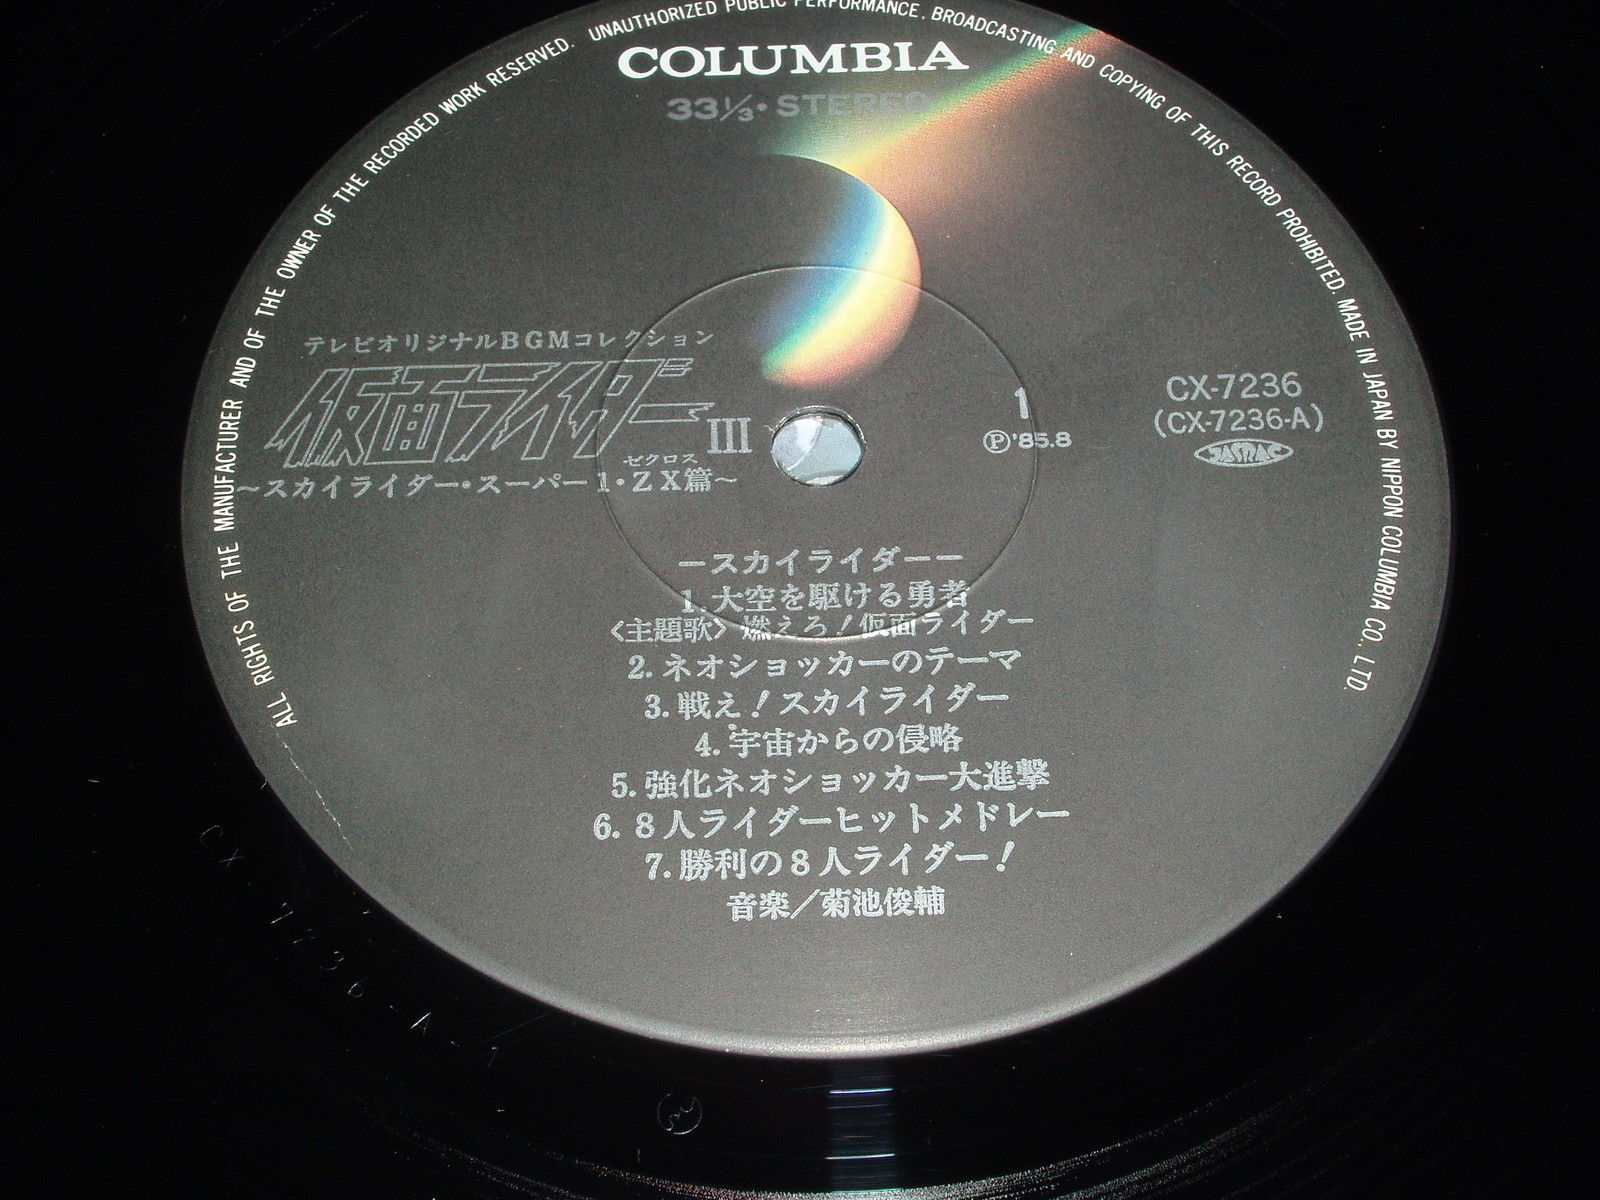 ALL RIGHTS OF THE MANUFACTURER AND OF THE OWNER OF THE RECORDED WORK RESERVED. UNAUTHORIZED PUBLIC PERFORMANCE, BROADCASTING AND COPYING OF THIS RECORD PROHIBITED. MADE IN JAPAN BY NIPPON COLUMBIA CO., LTD.
COLUMBIA
33⅓・STEREO
テレビオリジナルBGMコレクション
仮面ライダー III
ゼクロス
～スカイライダー・スーパー1・ZX篇～
1
Ⓟ'85.8
CX-7236
(CX-7236-A)
JASRAC
―スカイライダー―
1. 大空を駆ける勇者
〈主題歌〉燃えろ!仮面ライダー
2. ネオショッカーのテーマ
3. 戦え!スカイライダー
4. 宇宙からの侵略
5. 強化ネオショッカー大進撃
6. 8人ライダーヒットメドレー
7. 勝利の8人ライダー!
音楽／菊池俊輔
CX-7236-A